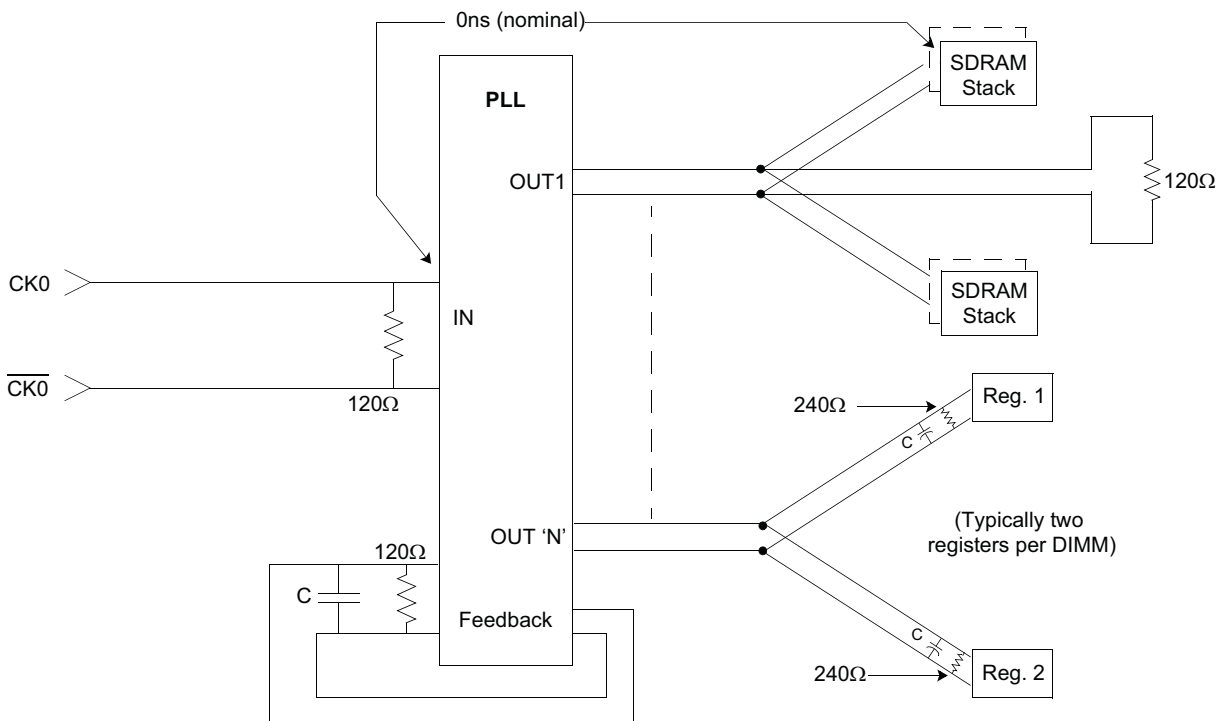 0ns (nominal)
SDRAM
Stack
PLL
OUT1
120Ω
CK0
SDRAM
Stack
IN
C̅K̅0̅
120Ω
240Ω
Reg. 1
C
(Typically two
registers per DIMM)
OUT ‘N’
120Ω
C
Feedback
C
240Ω
Reg. 2